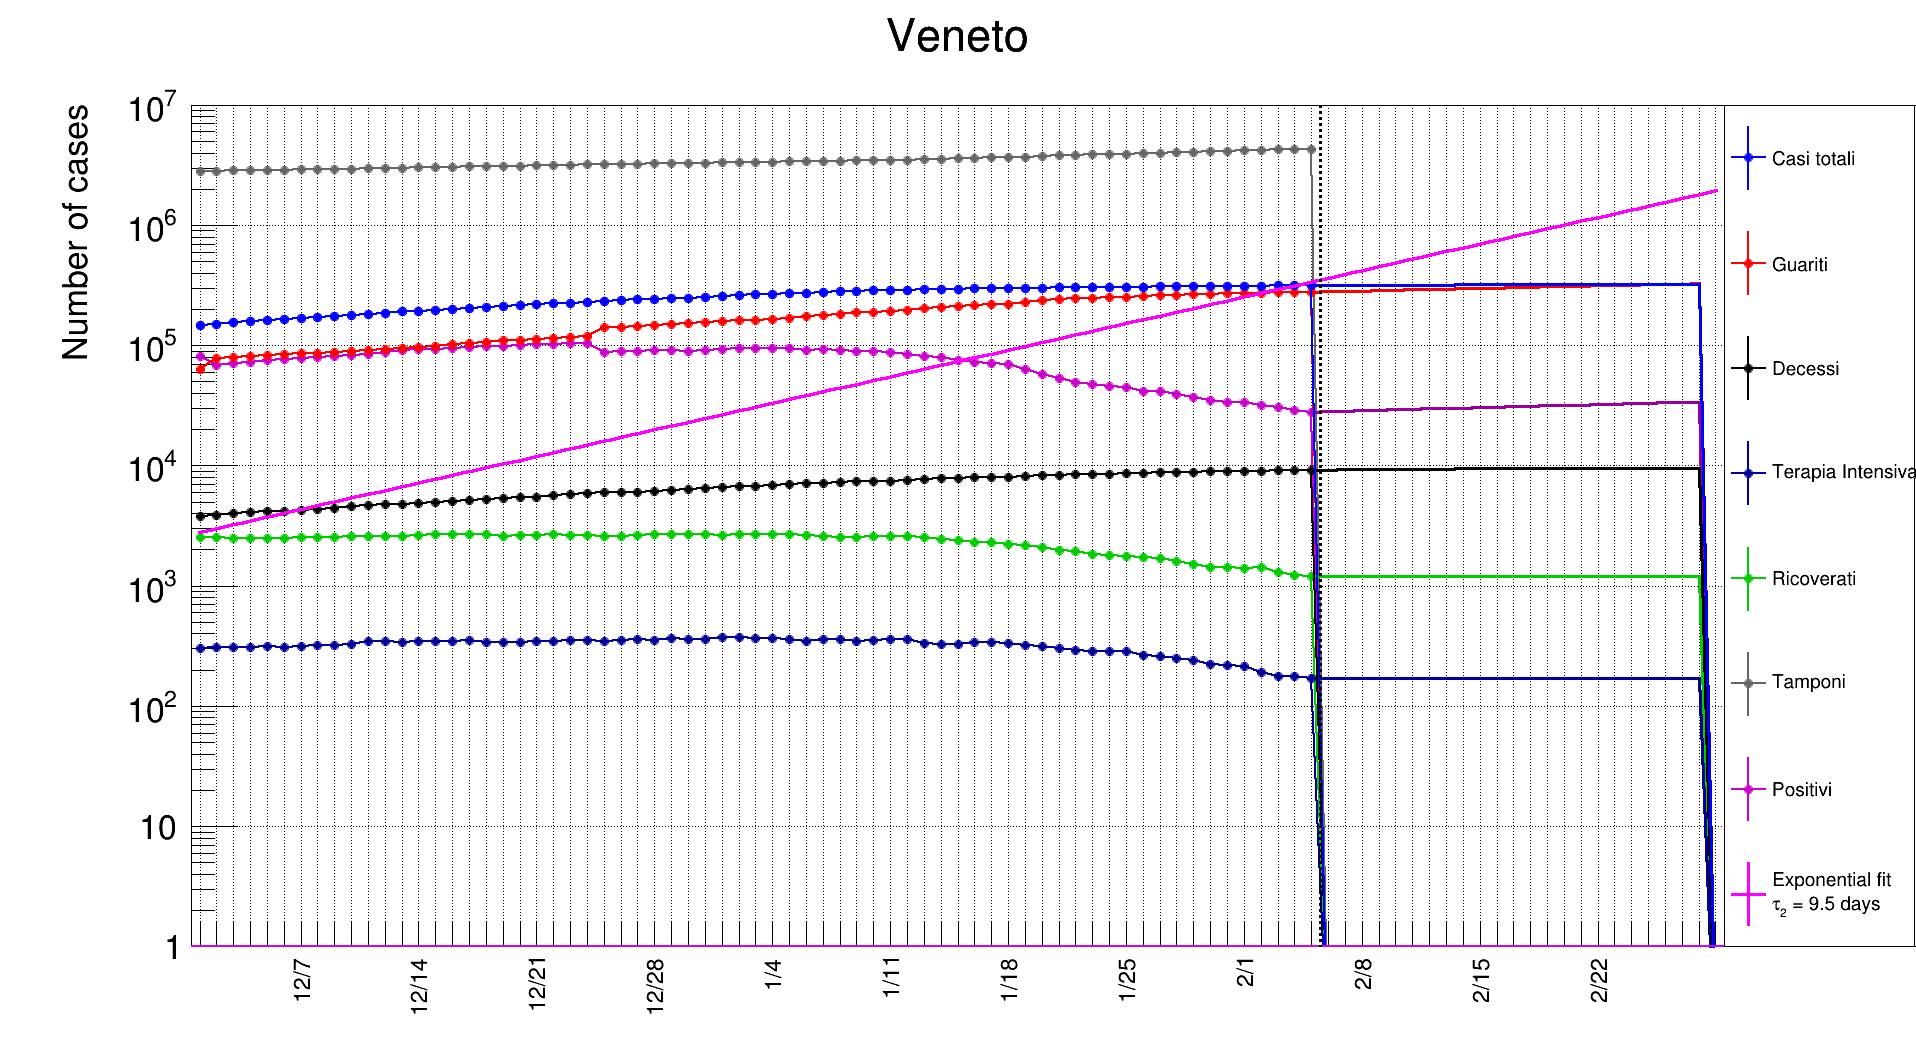 Veneto
Number of cases
10^7
10^6
10^5
10^4
10^3
10^2
10
1
12/7
12/14
12/21
12/28
1/4
1/11
1/18
1/25
2/1
2/8
2/15
2/22
Casi totali
Guariti
Decessi
Terapia Intensiva
Ricoverati
Tamponi
Positivi
Exponential fit
τ_2 = 9.5 days